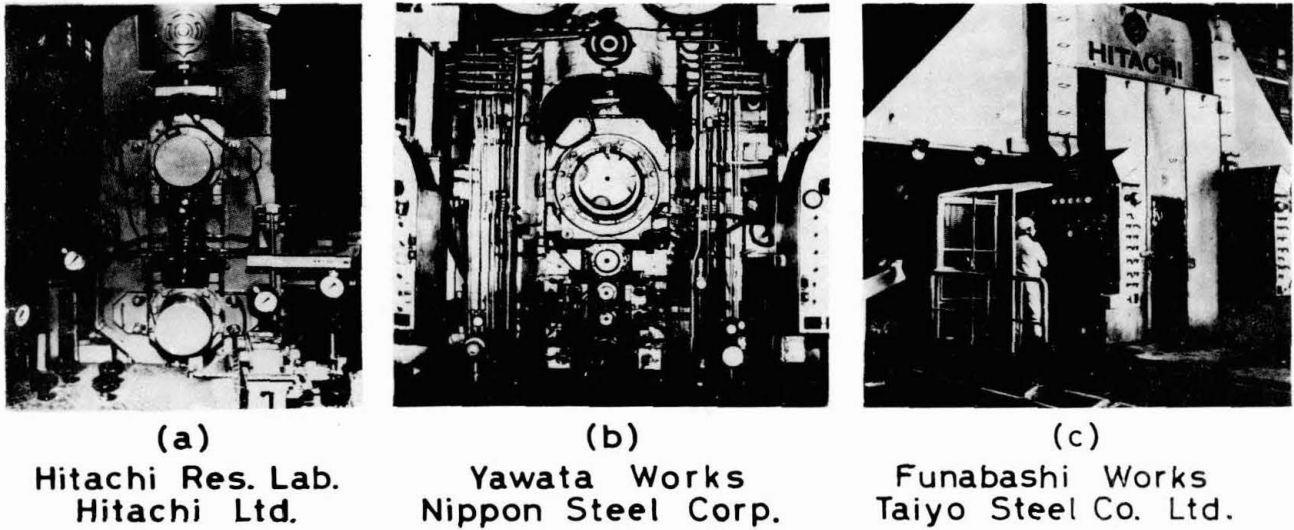 HITACHI
(a)
Hitachi Res. Lab.
Hitachi Ltd.
(b)
Yawata Works
Nippon Steel Corp.
(c)
Funabashi Works
Taiyo Steel Co. Ltd.